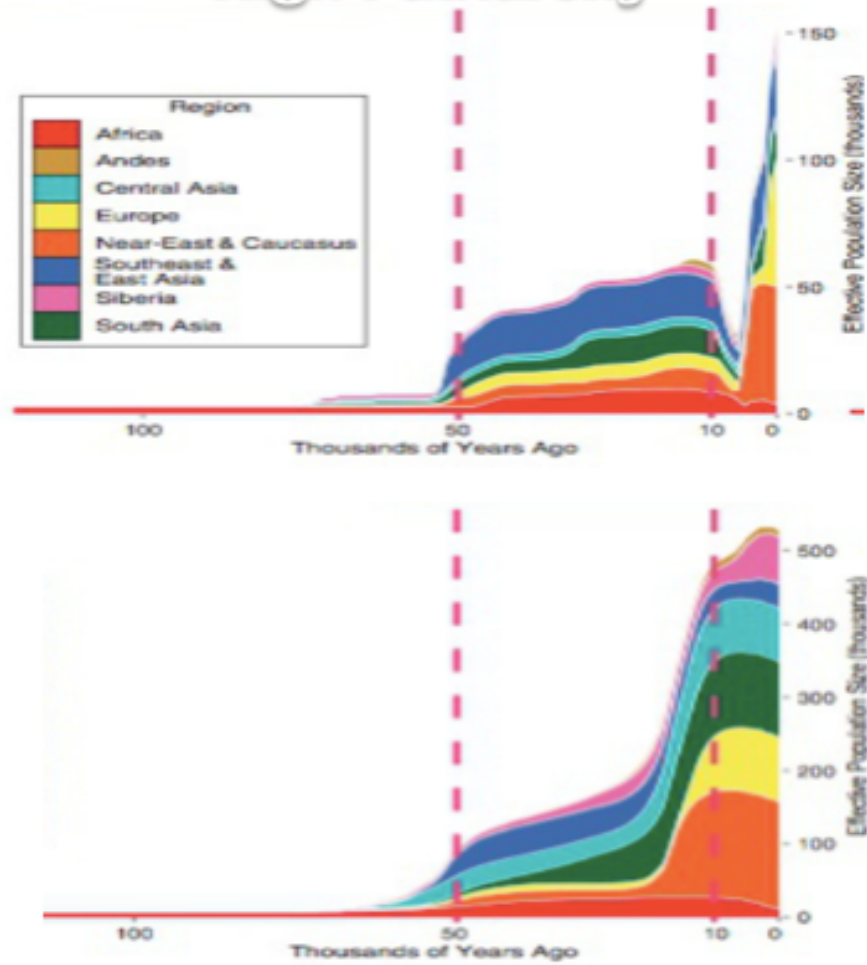 150
100
50
0
Effective Population Size (thousands)
Region
Africa
Andes
Central Asia
Europe
Near-East & Caucasus
Southeast &
East Asia
Siberia
South Asia
100
50
10
0
Thousands of Years Ago
500
400
300
200
100
0
Effective Population Size (thousands)
100
50
10
0
Thousands of Years Ago